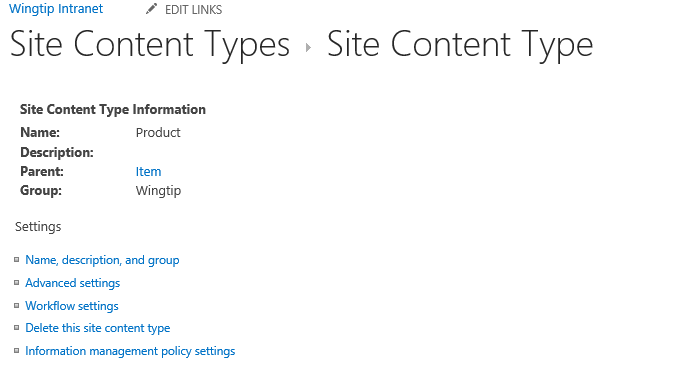 Wingtip Intranet EDIT LINKS
Site Content Types Site Content Type
Site Content Type Information
Name: Product
Description:
Parent: Item
Group: Wingtip
Settings
Name, description, and group
Advanced settings
Workflow settings
Delete this site content type
Information management policy settings